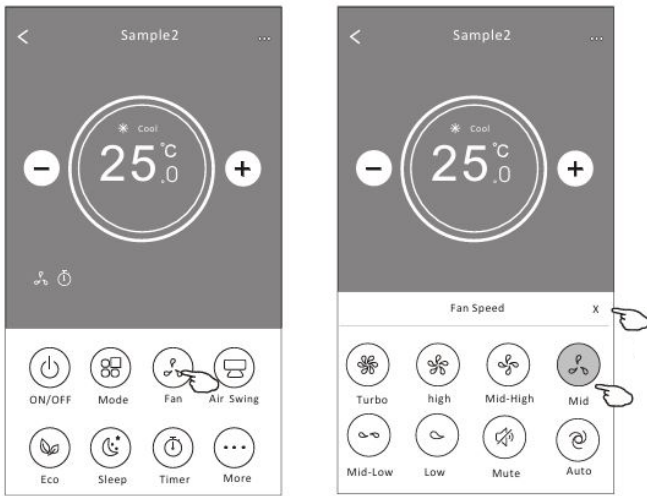 Sample2
...
Cool
25.0°C
ON/OFF
Mode
Fan
Air Swing
Eco
Sleep
Timer
More
Sample2
...
Cool
25.0°C
Fan Speed
X
Turbo
high
Mid-High
Mid
Mid-Low
Low
Mute
Auto